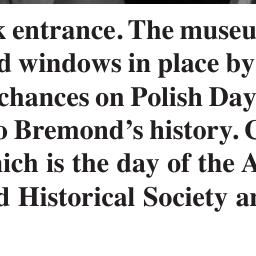 k entrance. The museu
d windows in place by
chances on Polish Day
o Bremond's history. C
hich is the day of the A
d Historical Society an